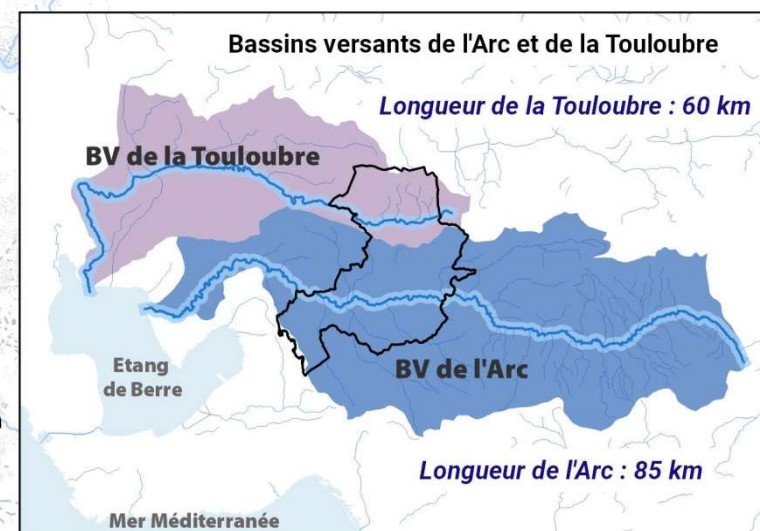 Bassins versants de l'Arc et de la Touloubre
Longueur de la Touloubre : 60 km
BV de la Touloubre
Etang
de Berre
BV de l'Arc
Longueur de l'Arc : 85 km
Mer Méditerranée